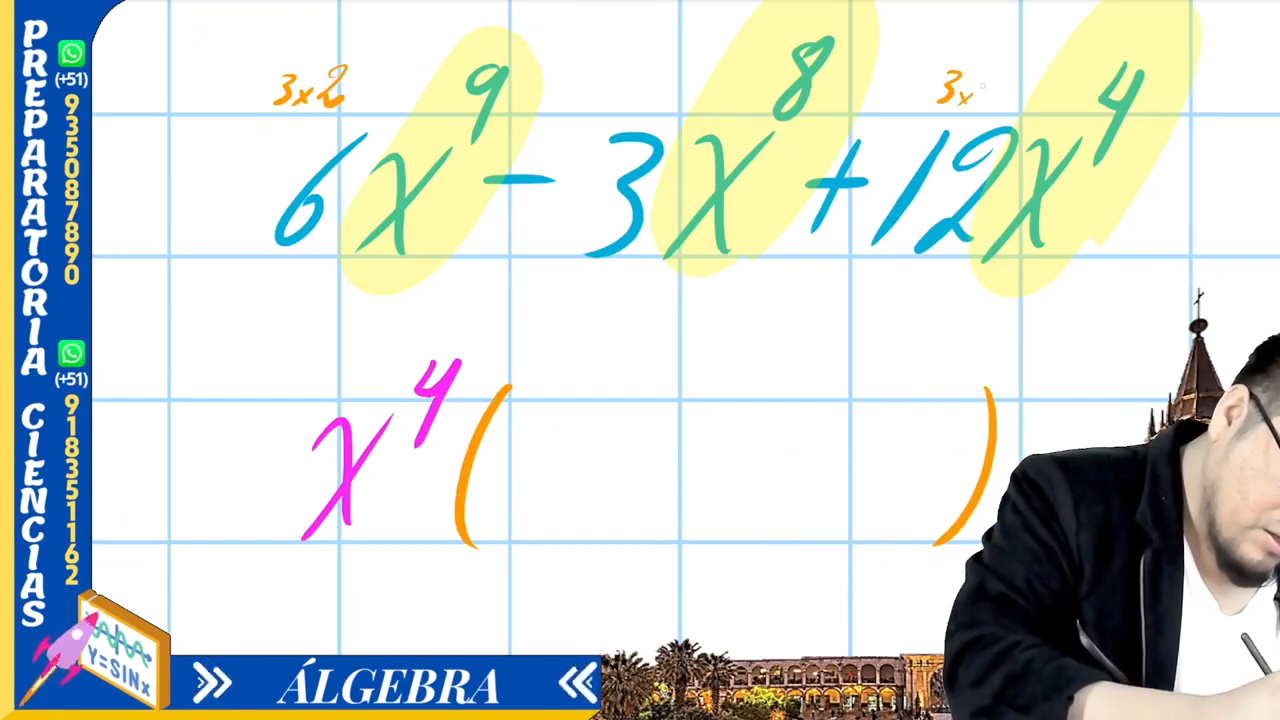 PREPARATORIA CIENCIAS
(+51)
935087890
(+51)
918351162
3x2
3x
6x⁹ - 3x⁸ + 12x⁴
x⁴( )
Y=SINx
ÁLGEBRA